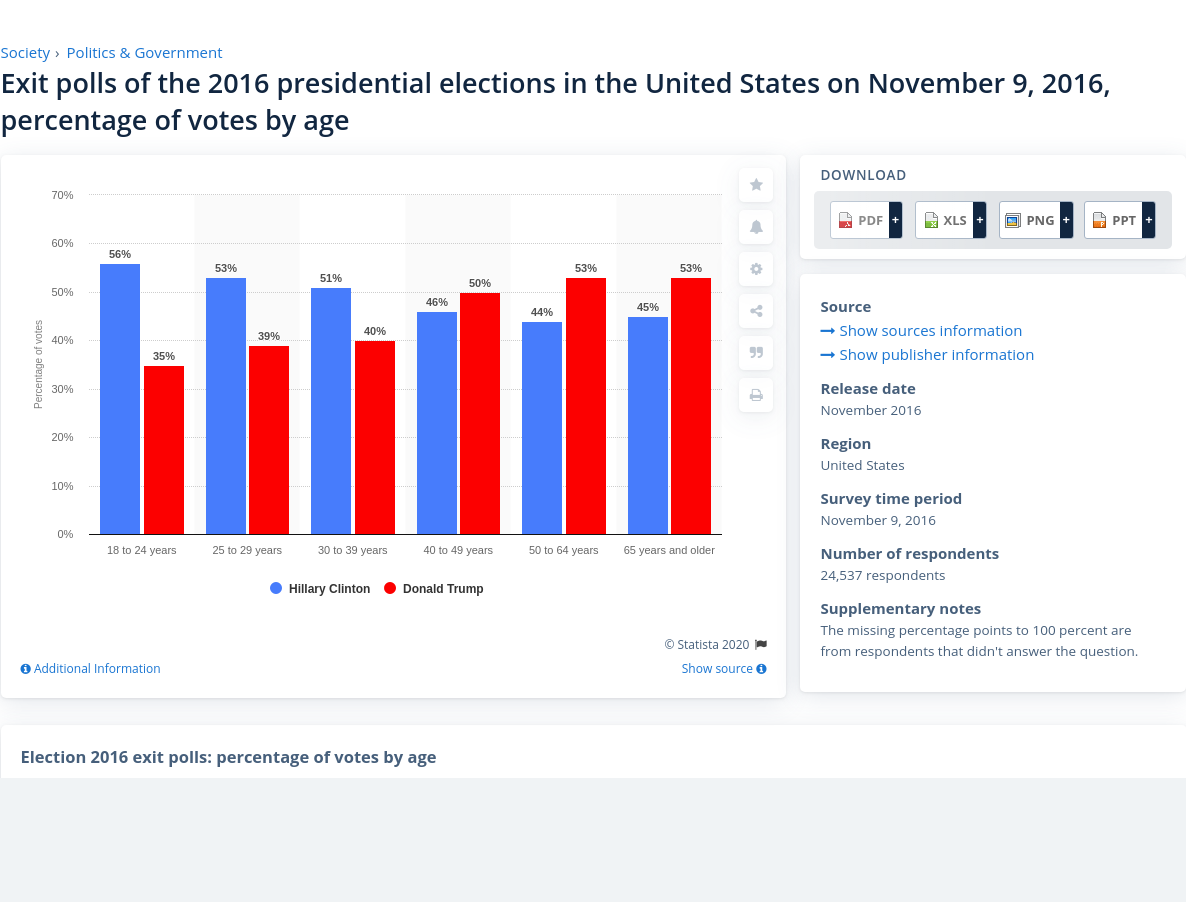 Society › Politics & Government
Exit polls of the 2016 presidential elections in the United States on November 9, 2016,
percentage of votes by age
70%
60%
50%
40%
30%
20%
10%
0%
Percentage of votes
56%
35%
53%
39%
51%
40%
46%
50%
44%
53%
45%
53%
18 to 24 years
25 to 29 years
30 to 39 years
40 to 49 years
50 to 64 years
65 years and older
Hillary Clinton
Donald Trump
© Statista 2020
Additional Information
Show source
DOWNLOAD
PDF +
XLS +
PNG +
PPT +
Source
Show sources information
Show publisher information
Release date
November 2016
Region
United States
Survey time period
November 9, 2016
Number of respondents
24,537 respondents
Supplementary notes
The missing percentage points to 100 percent are
from respondents that didn't answer the question.
Election 2016 exit polls: percentage of votes by age